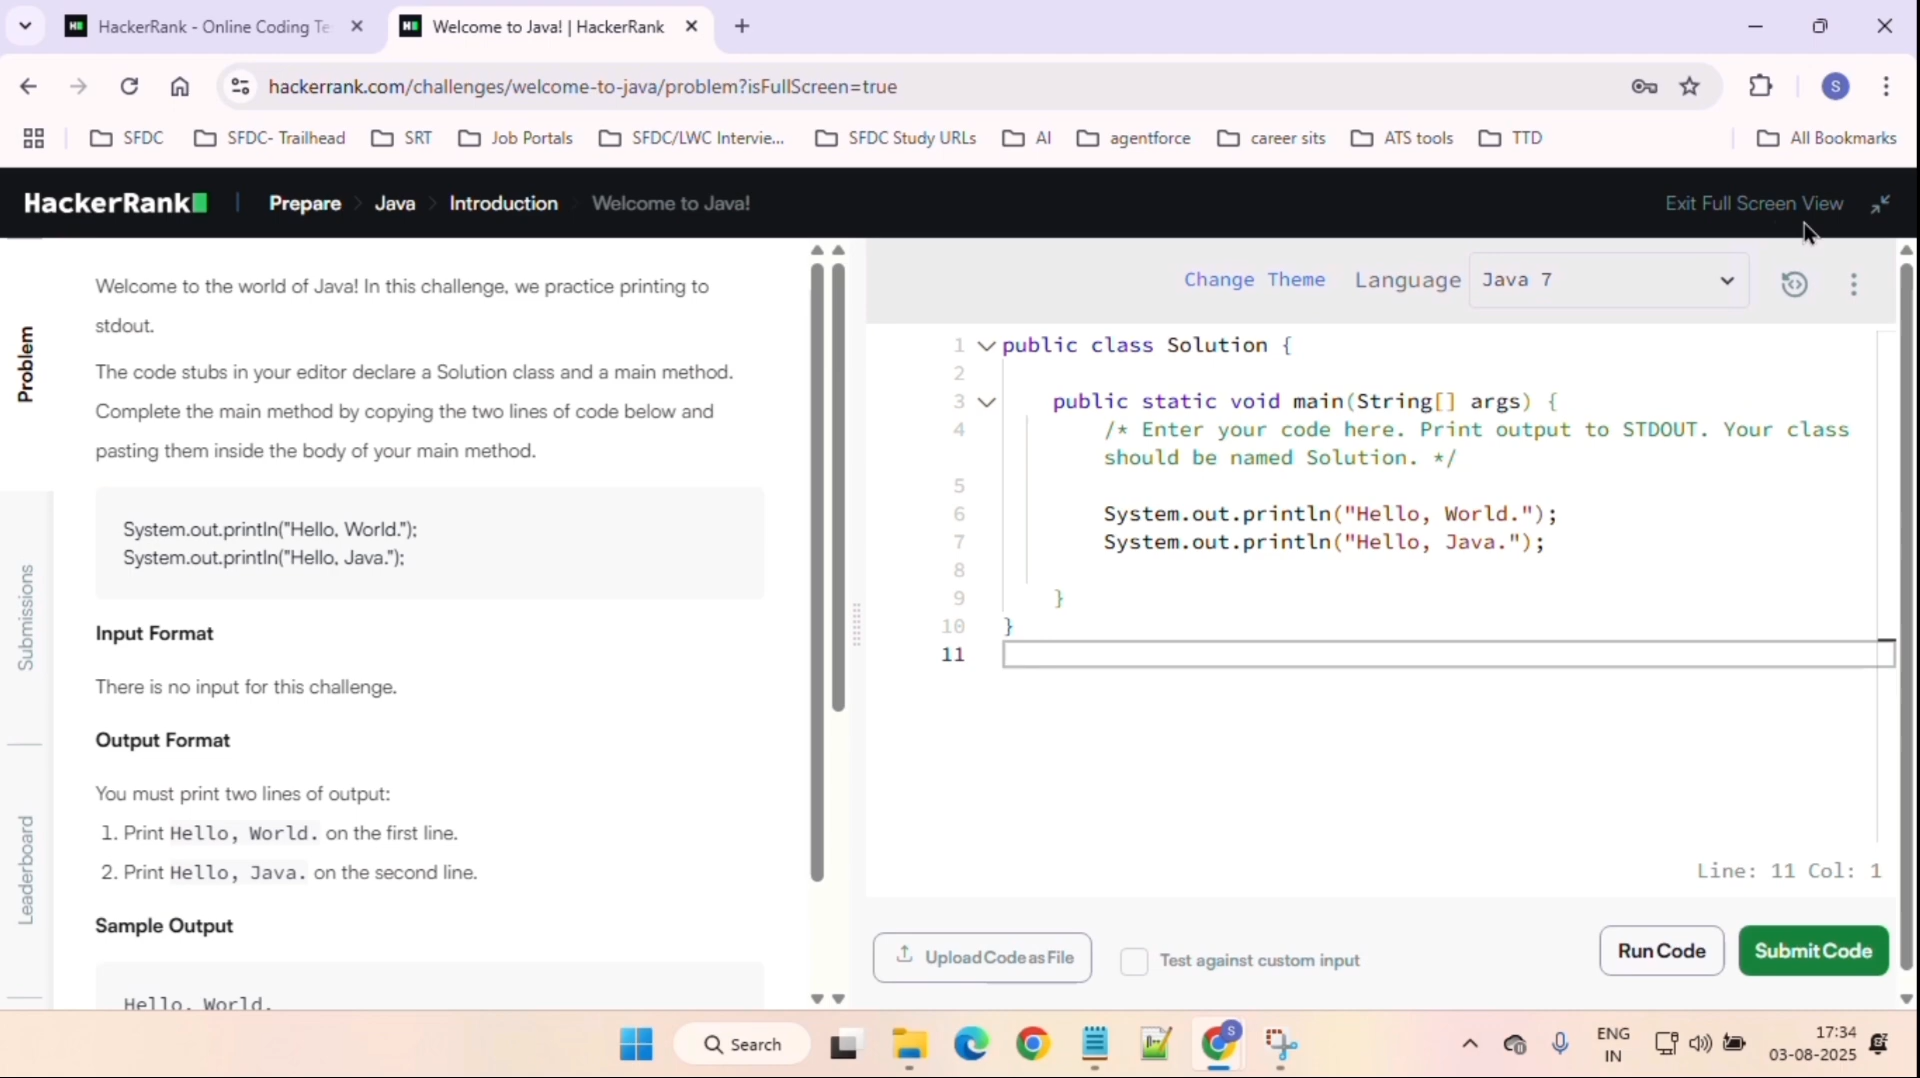 HackerRank - Online Coding Te
Welcome to Java! | HackerRank
hackerrank.com/challenges/welcome-to-java/problem?isFullScreen=true
S
SFDC
SFDC- Trailhead
SRT
Job Portals
SFDC/LWC Intervie...
SFDC Study URLs
AI
agentforce
career sits
ATS tools
TTD
All Bookmarks
HackerRank
Prepare
Java
Introduction
Welcome to Java!
Exit Full Screen View
Problem
Submissions
Leaderboard
Welcome to the world of Java! In this challenge, we practice printing to
stdout.
The code stubs in your editor declare a Solution class and a main method.
Complete the main method by copying the two lines of code below and
pasting them inside the body of your main method.
System.out.println("Hello, World.");
System.out.println("Hello, Java.");
Input Format
There is no input for this challenge.
Output Format
You must print two lines of output:
1. Print Hello, World. on the first line.
2. Print Hello, Java. on the second line.
Sample Output
Hello, World.
Change Theme
Language
Java 7
1 public class Solution {
2
3 public static void main(String[] args) {
4 /* Enter your code here. Print output to STDOUT. Your class
should be named Solution. */
5
6 System.out.println("Hello, World.");
7 System.out.println("Hello, Java.");
8
9 }
10 }
11
Line: 11 Col: 1
Upload Code as File
Test against custom input
Run Code
Submit Code
Search
S
ENG
IN
17:34
03-08-2025